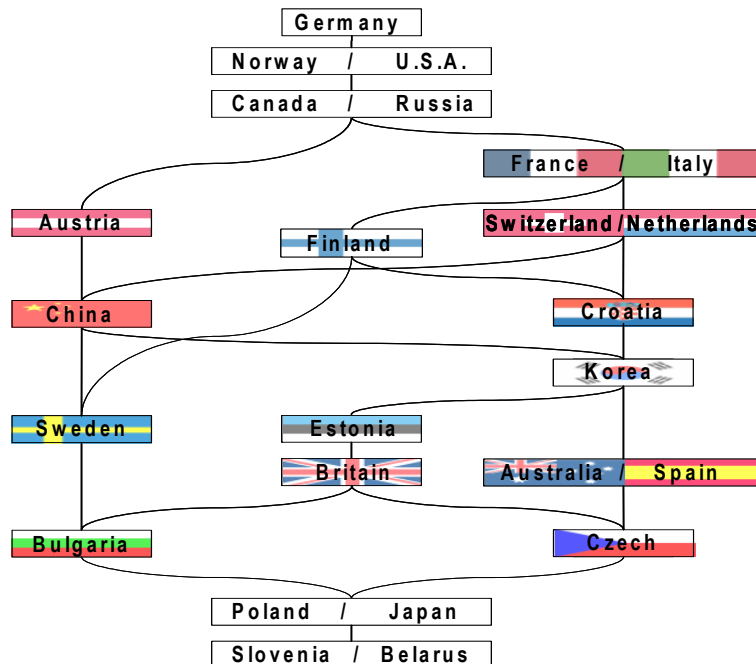 Germany
Norway / U.S.A.
Canada / Russia
France / Italy
Austria
Finland
Switzerland / Netherlands
China
Croatia
Korea
Sweden
Estonia
Britain
Australia / Spain
Bulgaria
Czech
Poland / Japan
Slovenia / Belarus